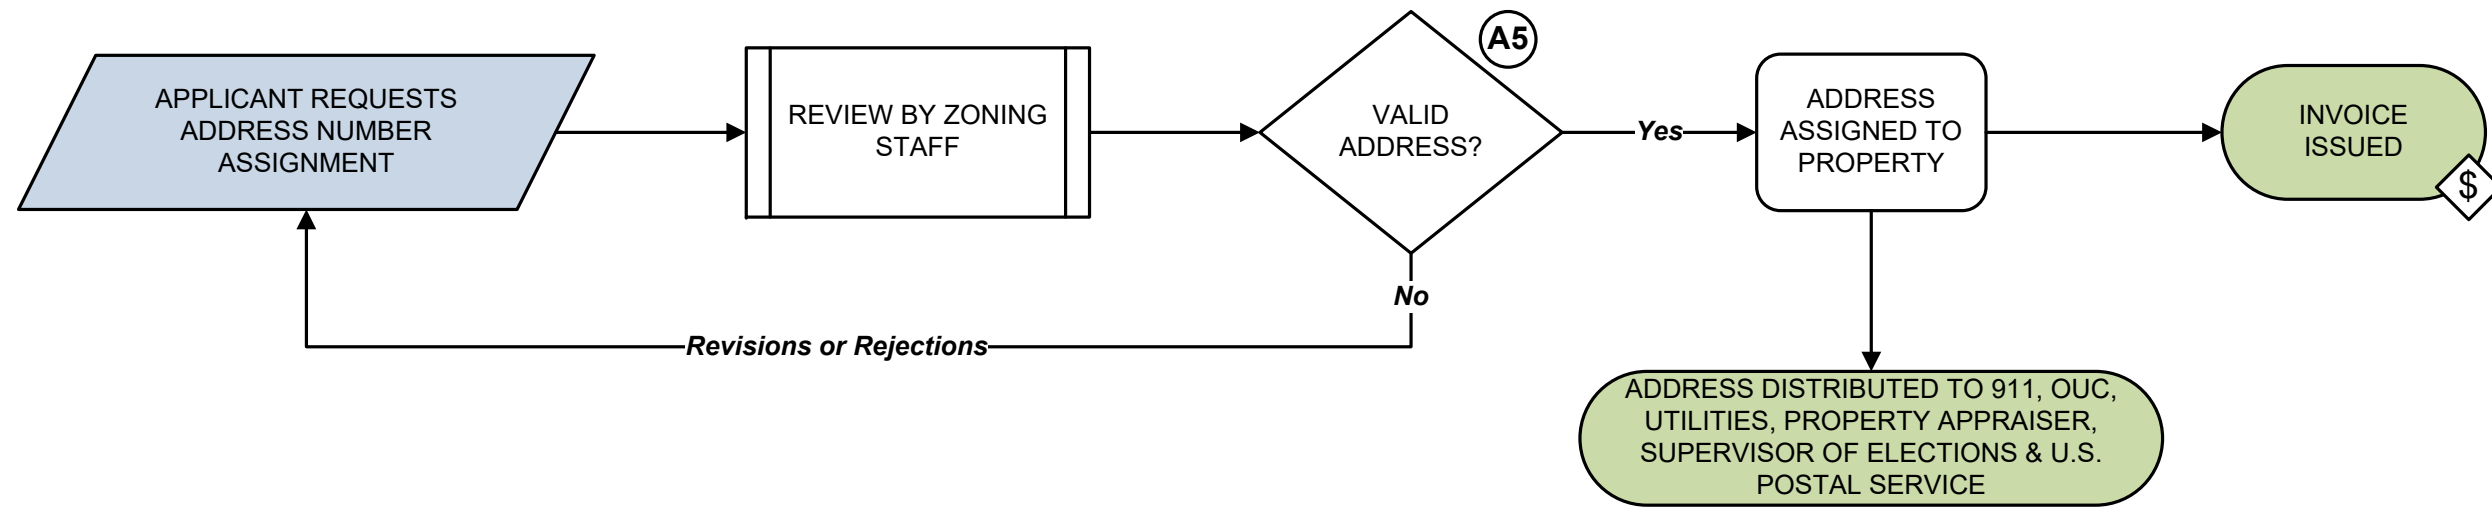 APPLICANT REQUESTS
ADDRESS NUMBER
ASSIGNMENT
REVIEW BY ZONING
STAFF
VALID
ADDRESS?
A5
Yes
ADDRESS
ASSIGNED TO
PROPERTY
INVOICE
ISSUED
$
No
Revisions or Rejections
ADDRESS DISTRIBUTED TO 911, OUC,
UTILITIES, PROPERTY APPRAISER,
SUPERVISOR OF ELECTIONS & U.S.
POSTAL SERVICE